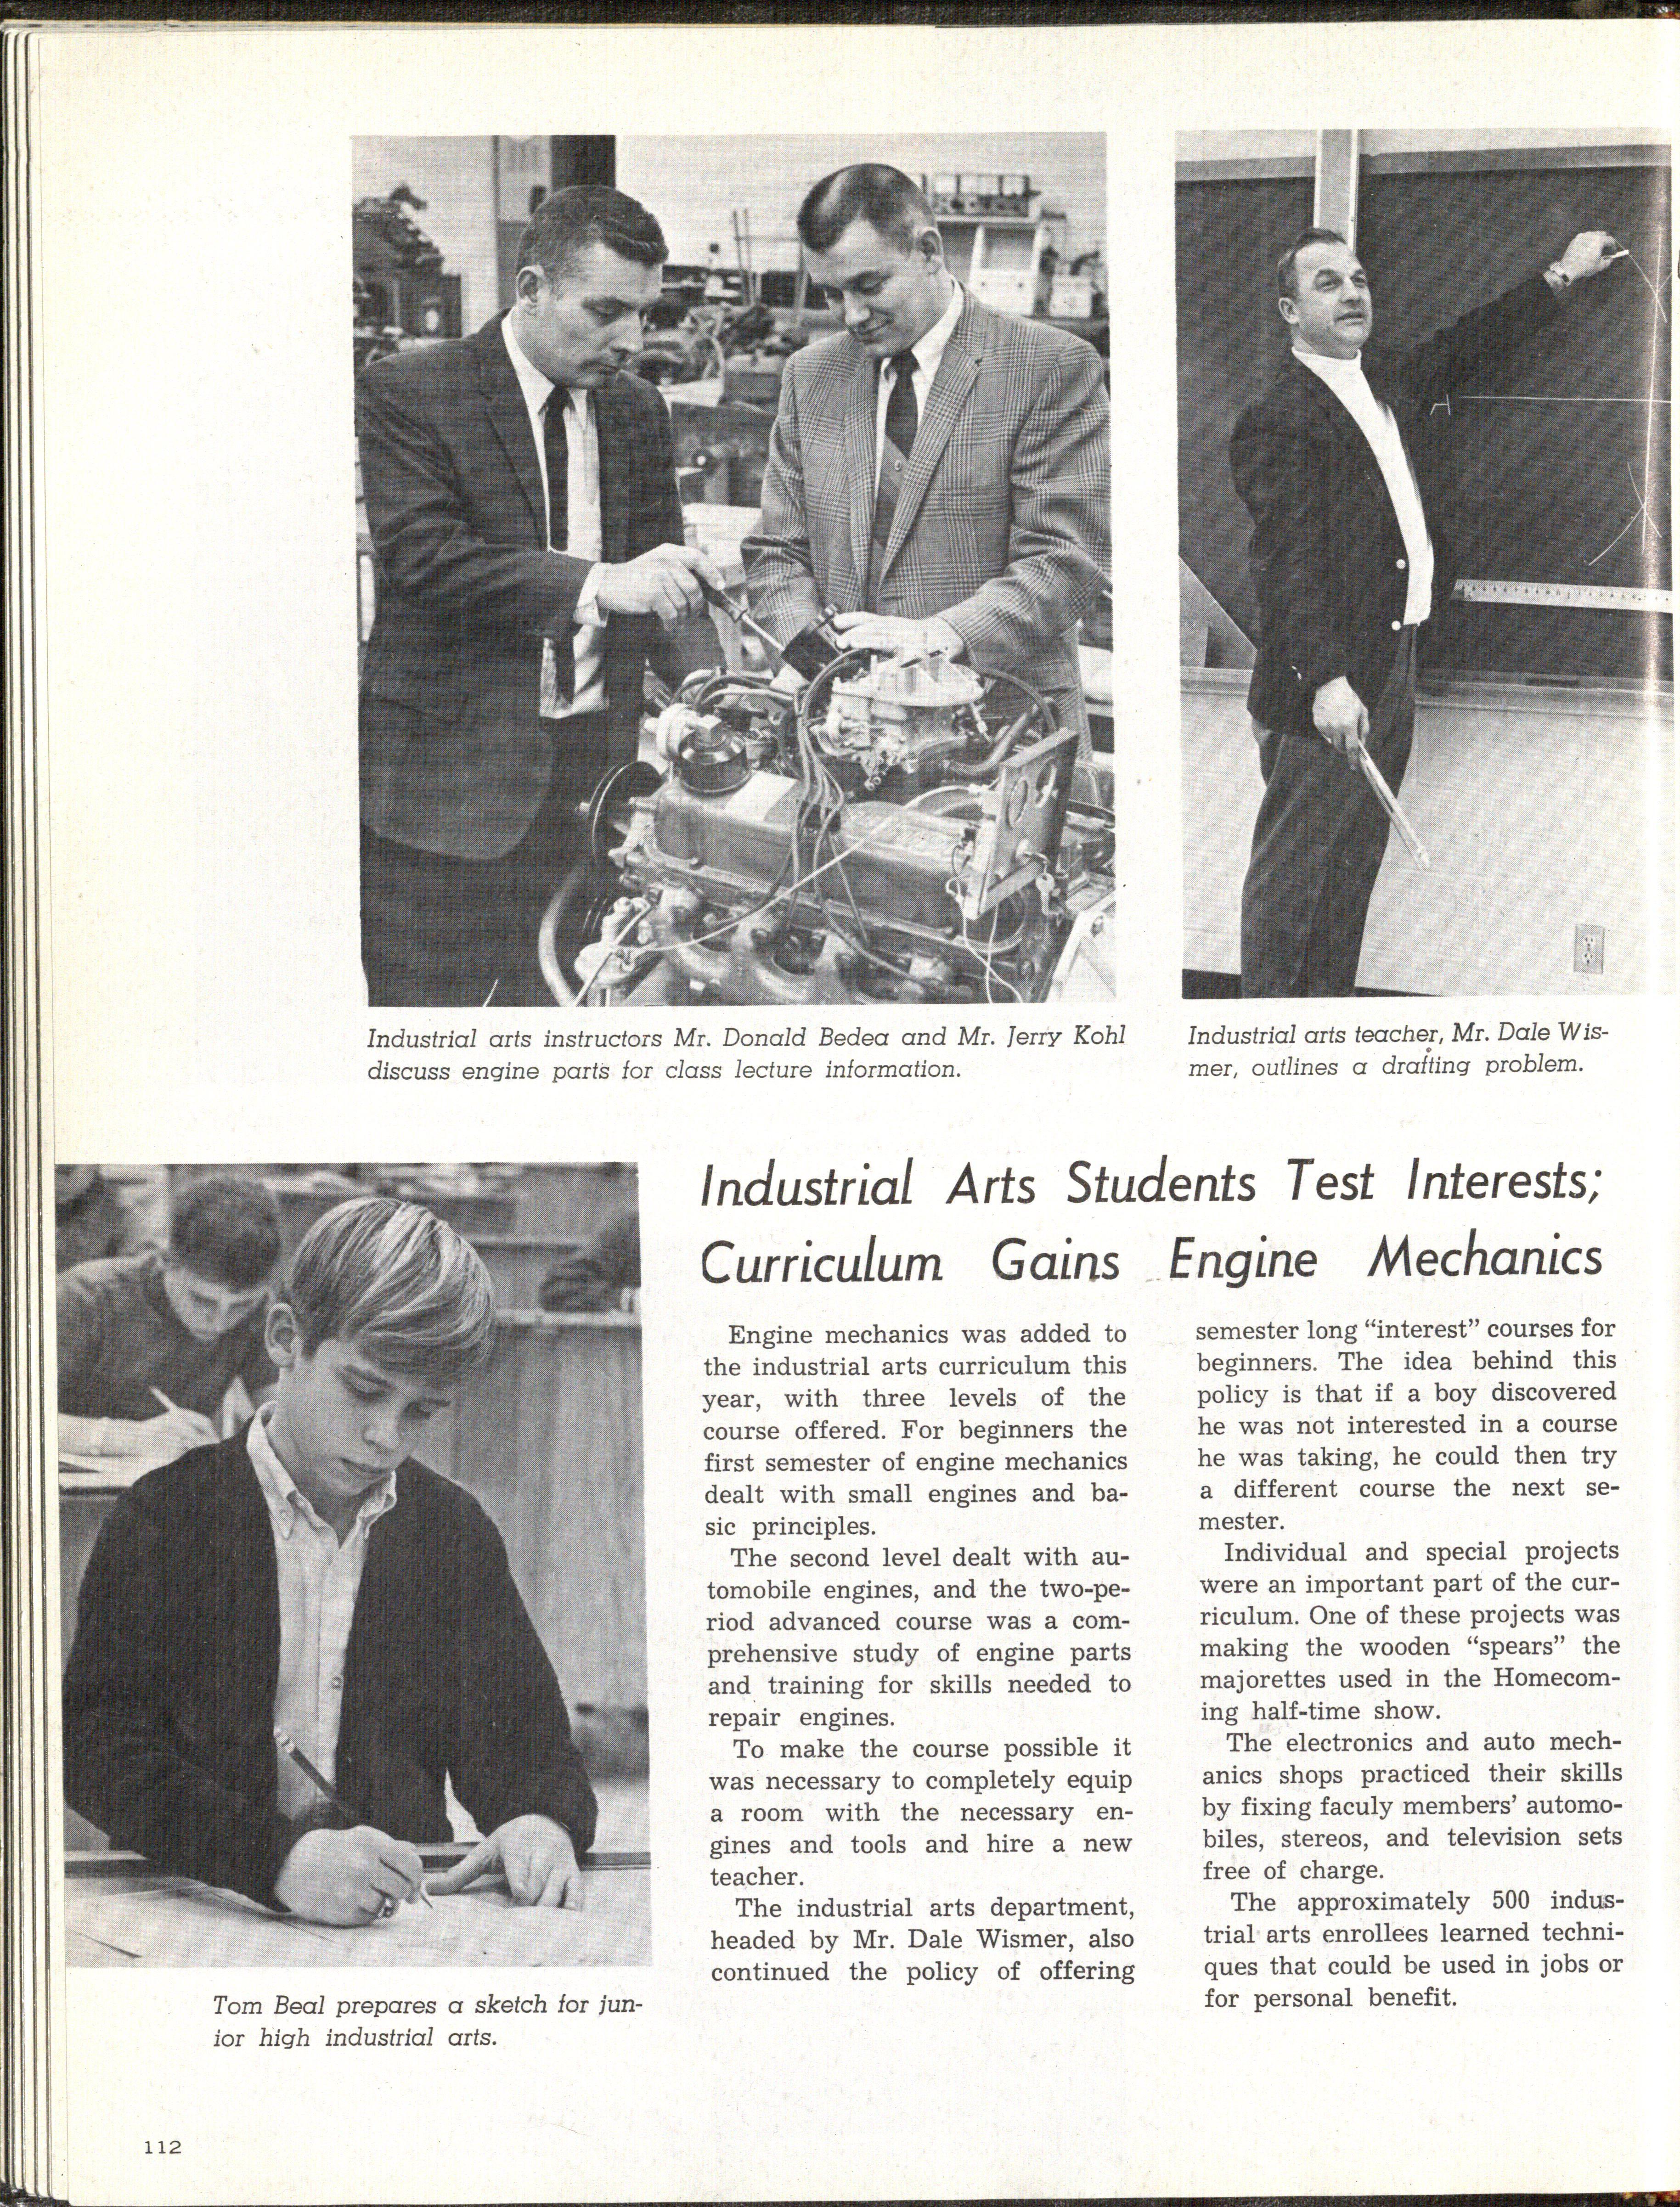 Industrial arts instructors Mr. Donald Bedea and Mr. Jerry Kohl
discuss engine parts for class lecture information.
Industrial arts teacher, Mr. Dale Wis-
mer, outlines a drafting problem.
Industrial Arts Students Test Interests;
Curriculum Gains Engine Mechanics
Engine mechanics was added to
the industrial arts curriculum this
year, with three levels of the
course offered. For beginners the
first semester of engine mechanics
dealt with small engines and ba-
sic principles.
The second level dealt with au-
tomobile engines, and the two-pe-
riod advanced course was a com-
prehensive study of engine parts
and training for skills needed to
repair engines.
To make the course possible it
was necessary to completely equip
a room with the necessary en-
gines and tools and hire a new
teacher.
The industrial arts department,
headed by Mr. Dale Wismer, also
continued the policy of offering
semester long “interest” courses for
beginners. The idea behind this
policy is that if a boy discovered
he was not interested in a course
he was taking, he could then try
a different course the next se-
mester.
Individual and special projects
were an important part of the cur-
riculum. One of these projects was
making the wooden “spears” the
majorettes used in the Homecom-
ing half-time show.
The electronics and auto mech-
anics shops practiced their skills
by fixing faculy members’ automo-
biles, stereos, and television sets
free of charge.
The approximately 500 indus-
trial arts enrollees learned techni-
ques that could be used in jobs or
for personal benefit.
Tom Beal prepares a sketch for jun-
ior high industrial arts.
112